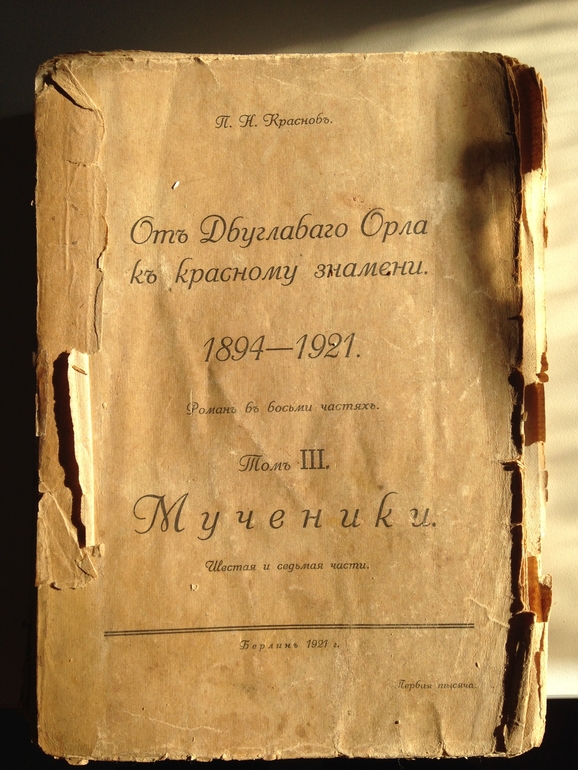 П. Н. Красновъ.
Отъ Двуглаваго Орла
къ красному знамени.
1894—1921.
Романъ въ восьми частяхъ.
Томъ III.
Мученики.
Шестая и седьмая части.
Берлинъ 1921 г.
Первая тысяча.